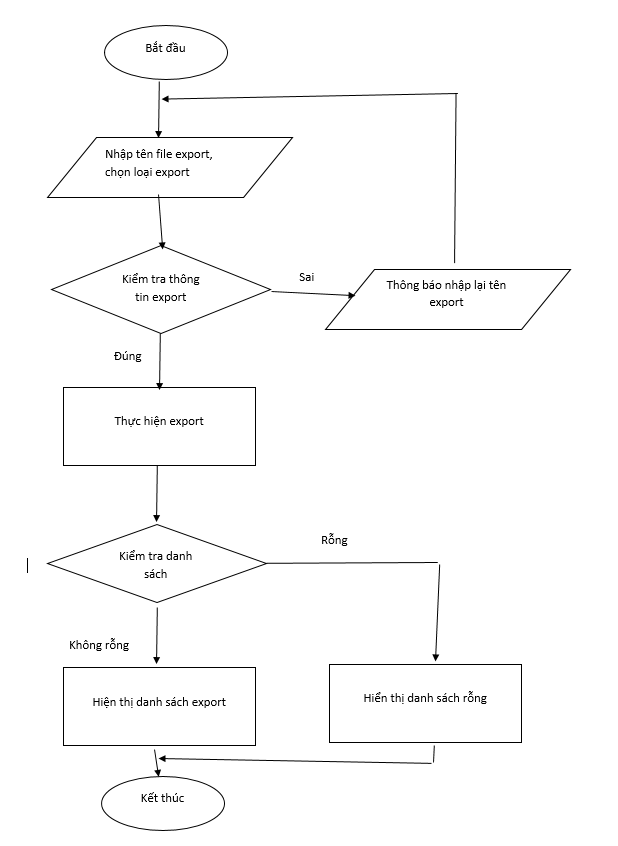 Bắt đầu
Nhập tên file export,
chọn loại export
Kiểm tra thông
tin export
Sai
Thông báo nhập lại tên
export
Đúng
Thực hiện export
Kiểm tra danh
sách
Rỗng
Không rỗng
Hiện thị danh sách export
Hiển thị danh sách rỗng
Kết thúc